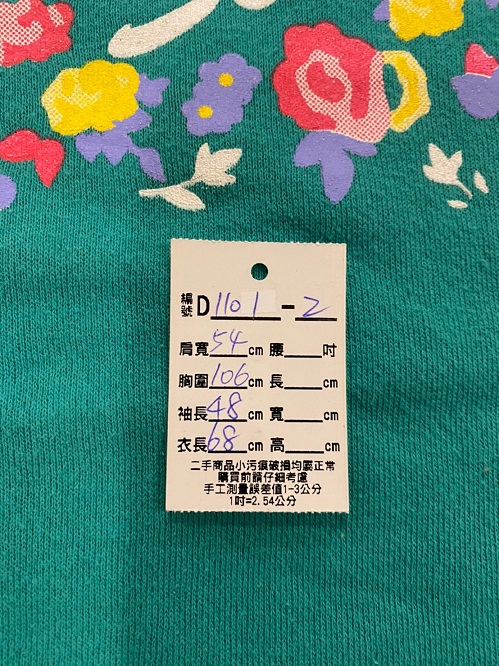 編號D 1101-2
肩寬54cm 腰____吋
胸圍106cm 長____cm
袖長48cm 寬____cm
衣長68cm 高____cm
二手商品小污痕破損均屬正常
購買前請仔細考慮
手工測量誤差值1-3公分
1吋=2.54公分